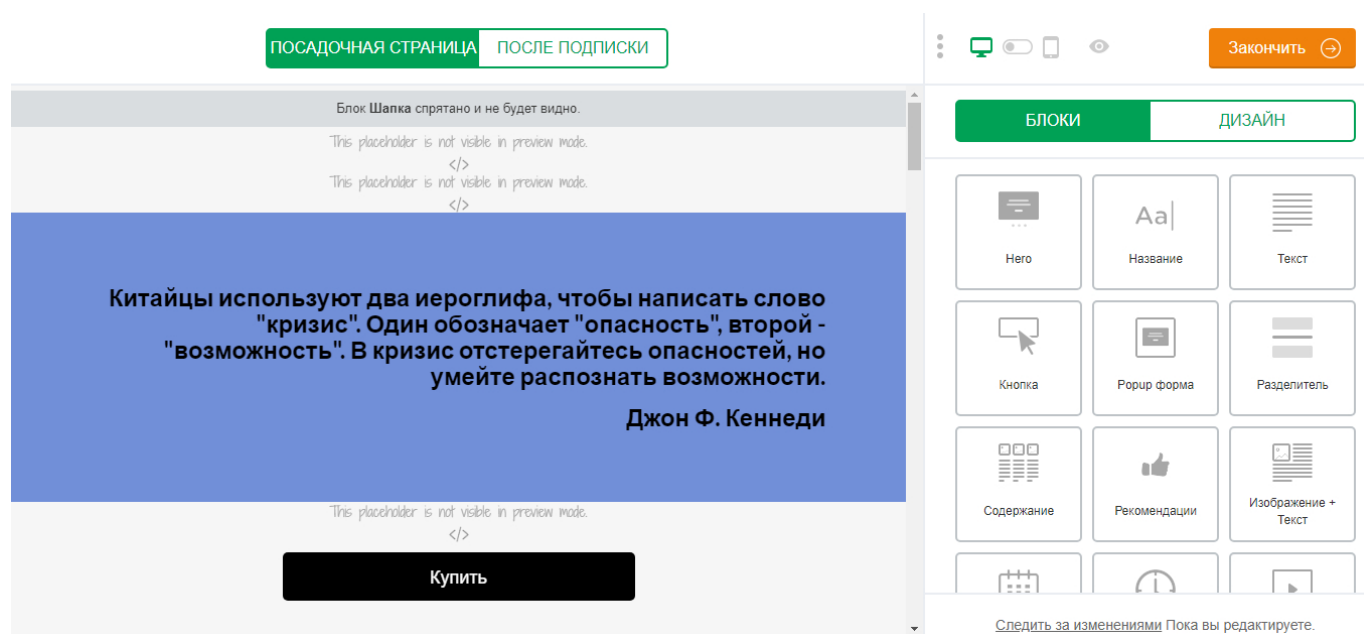 ПОСАДОЧНАЯ СТРАНИЦА ПОСЛЕ ПОДПИСКИ
Закончить
Блок Шапка спрятано и не будет видно.
This placeholder is not visible in preview mode.
</>
This placeholder is not visible in preview mode.
</>
Китайцы используют два иероглифа, чтобы написать слово
"кризис". Один обозначает "опасность", второй -
"возможность". В кризис отстерегайтесь опасностей, но
умейте распознать возможности.
Джон Ф. Кеннеди
This placeholder is not visible in preview mode.
</>
Купить
БЛОКИ ДИЗАЙН
Aa
Hero Название Текст
Кнопка Popup форма Разделитель
Содержание Рекомендации Изображение +
Текст
Следить за изменениями Пока вы редактируете.